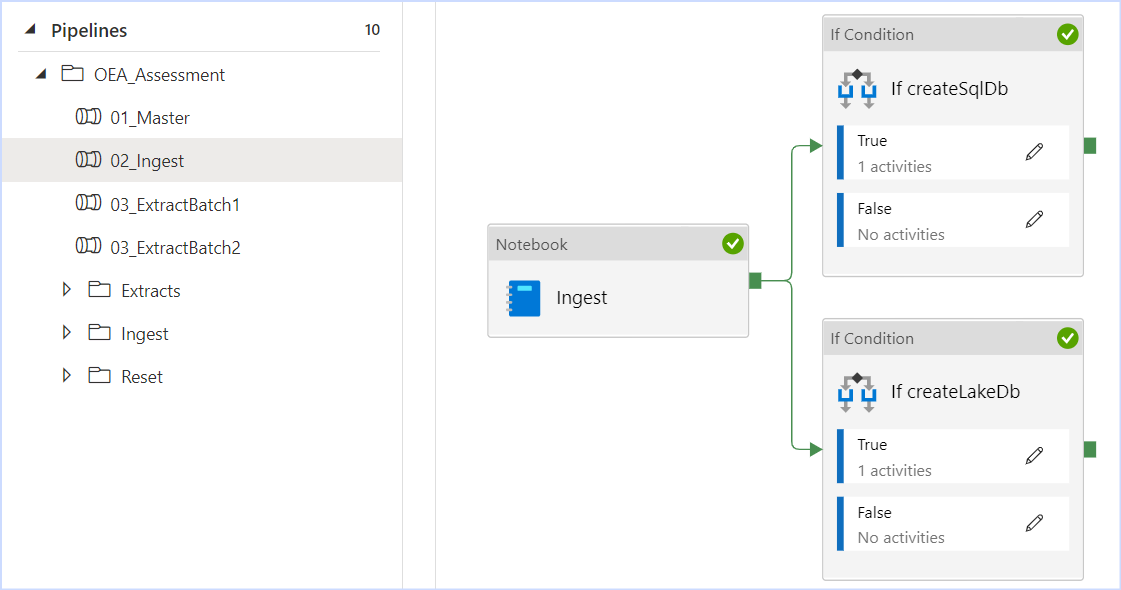 Pipelines
10
OEA_Assessment
01_Master
02_Ingest
03_ExtractBatch1
03_ExtractBatch2
Extracts
Ingest
Reset
Notebook
Ingest
If Condition
If createSqlDb
True
1 activities
False
No activities
If Condition
If createLakeDb
True
1 activities
False
No activities